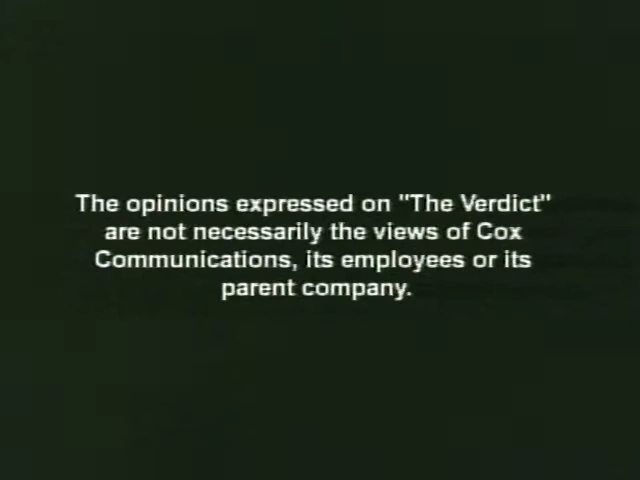 The opinions expressed on "The Verdict"
are not necessarily the views of Cox
Communications, its employees or its
parent company.